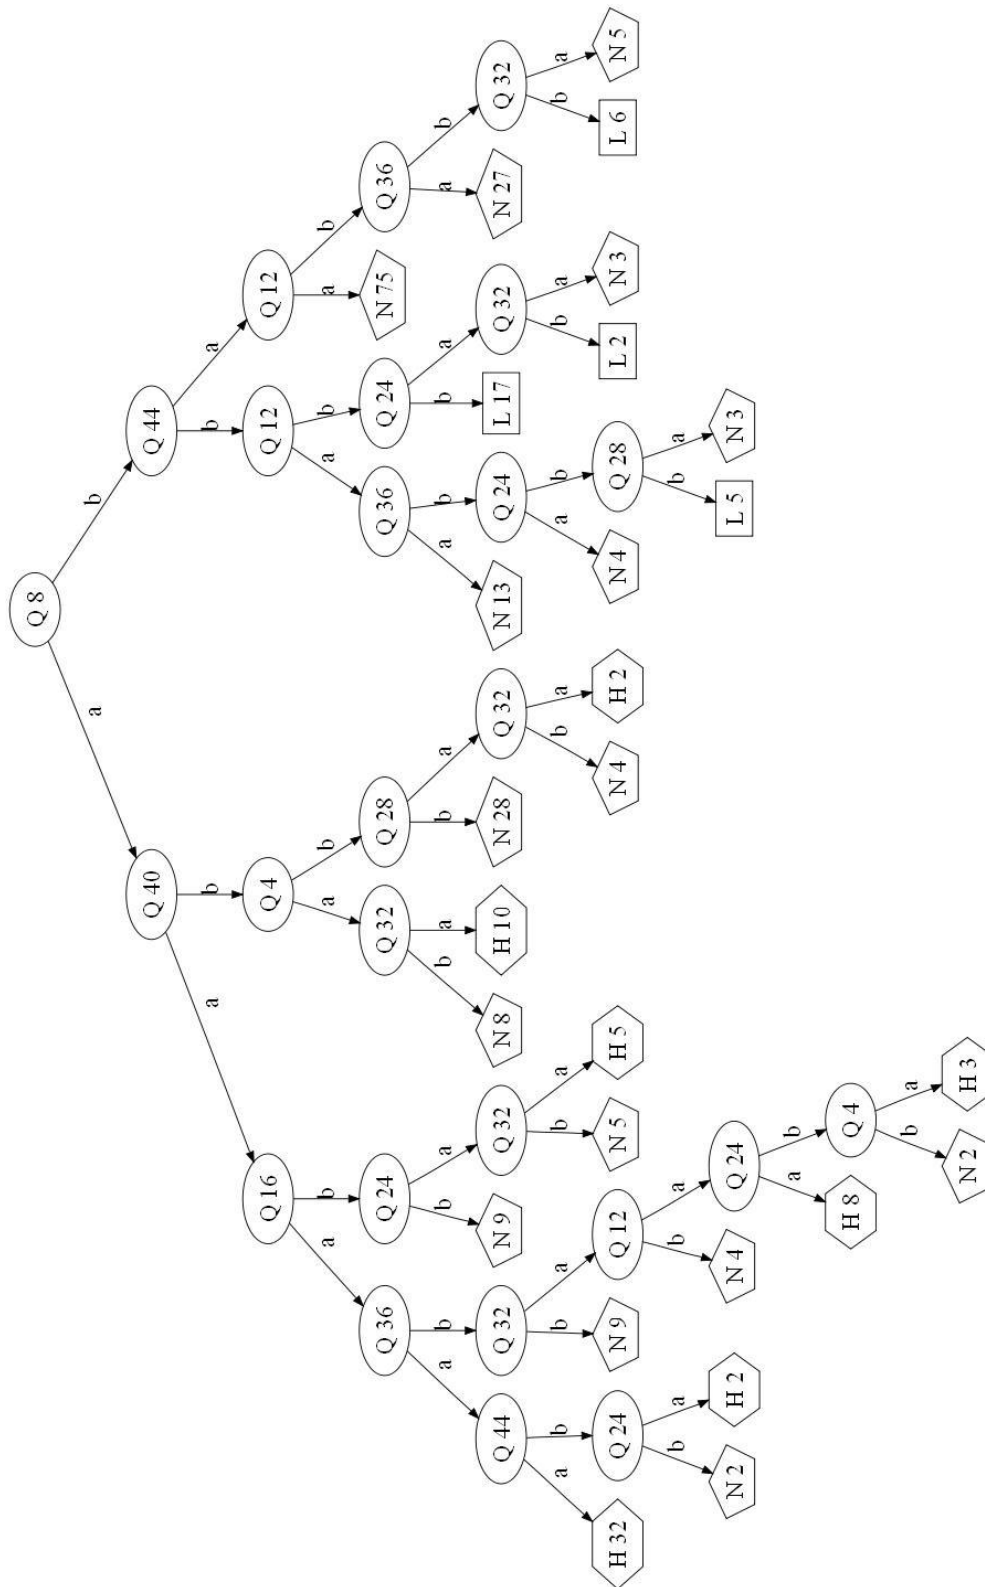 Q 8
a b
Q 40 Q 44
a b b a
Q 16 Q 4 Q 12 Q 12
a b a b a b a b
Q 36 Q 24 Q 32 Q 28 Q 36 Q 24 N 75 Q 36
a b b a b a b a a b b a a b
Q 44 Q 32 N 9 Q 32 N 8 H 10 N 28 Q 32 N 13 Q 24 L 17 Q 32 N 27 Q 32
a b b a b a b a a b b a b a
H 32 Q 24 N 9 Q 12 N 5 H 5 N 4 H 2 N 4 Q 28 L 2 N 3 L 6 N 5
b a b a b a
N 2 H 2 N 4 Q 24 L 5 N 3
a b
H 8 Q 4
b a
N 2 H 3